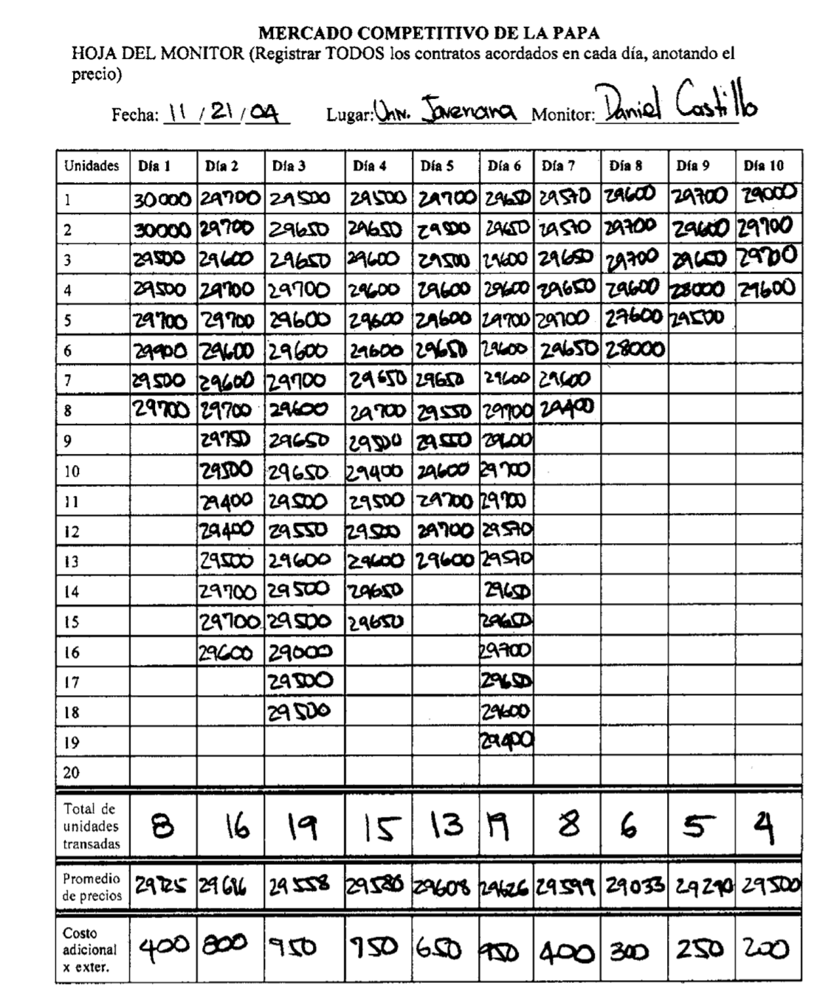 MERCADO COMPETITIVO DE LA PAPA
HOJA DEL MONITOR (Registrar TODOS los contratos acordados en cada día, anotando el
precio)
Fecha: 11 / 21 / 04 Lugar: Univ. Javeriana Monitor: Daniel Castillo
Unidades Día 1 Día 2 Día 3 Día 4 Día 5 Día 6 Día 7 Día 8 Día 9 Día 10
1 30000 29700 29500 29500 29700 29650 29570 29600 29700 29000
2 30000 29700 29650 29650 29500 29650 29570 29700 29600 29700
3 29500 29600 29650 29600 29500 29600 29650 29700 29650 29700
4 29500 29700 29700 29600 29600 29600 29650 29600 28000 29600
5 29700 29700 29600 29600 29600 29700 29700 27600 29500
6 29900 29600 29600 29600 29650 29600 29650 28000
7 29500 29600 29700 29650 29650 29600 29600
8 29700 29700 29600 29700 29550 29700 29400
9 29750 29650 29500 29550 29600
10 29500 29650 29400 29600 29700
11 29400 29500 29500 29700 29700
12 29400 29550 29500 29700 29570
13 29500 29600 29600 29600 29570
14 29700 29500 29650 29650
15 29700 29500 29650 29650
16 29600 29000 29700
17 29500 29650
18 29500 29600
19 29400
20
Total de
unidades
transadas
8 16 19 15 13 19 8 6 5 4
Promedio
de precios
29725 29616 29558 29580 29608 29626 29599 29033 29290 29500
Costo
adicional
x exter.
400 800 950 750 650 950 400 300 250 200